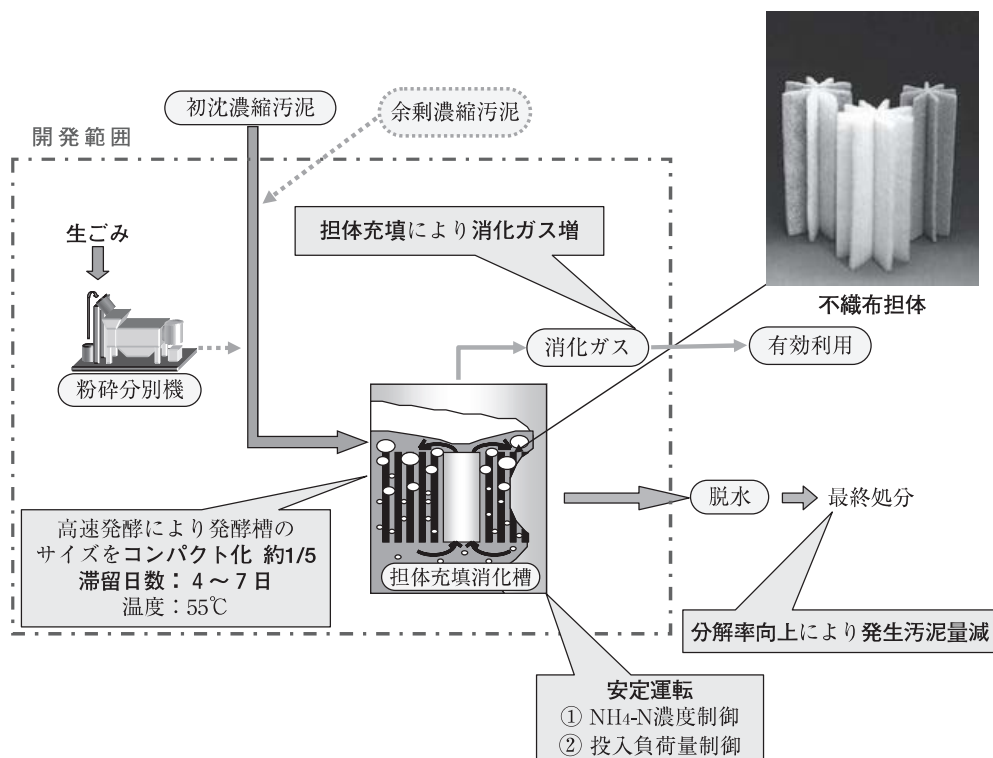 初沈濃縮汚泥
余剰濃縮汚泥
開発範囲
生ごみ
担体充填により消化ガス増
不織布担体
粉砕分別機
消化ガス
有効利用
高速発酵により発酵槽の
サイズをコンパクト化 約1/5
滞留日数：4～7日
温度：55℃
担体充填消化槽
脱水
最終処分
分解率向上により発生汚泥量減
安定運転
① NH₄-N濃度制御
② 投入負荷量制御